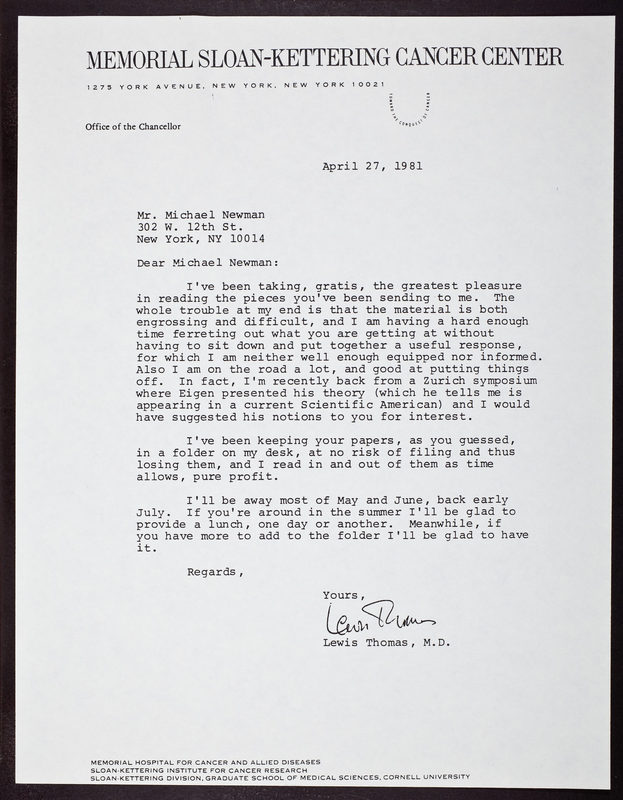 MEMORIAL SLOAN-KETTERING CANCER CENTER
1275 YORK AVENUE, NEW YORK, NEW YORK 10021
TOWARD THE CONQUEST OF CANCER
Office of the Chancellor
April 27, 1981
Mr. Michael Newman
302 W. 12th St.
New York, NY 10014
Dear Michael Newman:
I've been taking, gratis, the greatest pleasure
in reading the pieces you've been sending to me. The
whole trouble at my end is that the material is both
engrossing and difficult, and I am having a hard enough
time ferreting out what you are getting at without
having to sit down and put together a useful response,
for which I am neither well enough equipped nor informed.
Also I am on the road a lot, and good at putting things
off. In fact, I'm recently back from a Zurich symposium
where Eigen presented his theory (which he tells me is
appearing in a current Scientific American) and I would
have suggested his notions to you for interest.
I've been keeping your papers, as you guessed,
in a folder on my desk, at no risk of filing and thus
losing them, and I read in and out of them as time
allows, pure profit.
I'll be away most of May and June, back early
July. If you're around in the summer I'll be glad to
provide a lunch, one day or another. Meanwhile, if
you have more to add to the folder I'll be glad to have
it.
Regards,
Yours,
Lewis Thomas
Lewis Thomas, M.D.
MEMORIAL HOSPITAL FOR CANCER AND ALLIED DISEASES
SLOAN-KETTERING INSTITUTE FOR CANCER RESEARCH
SLOAN-KETTERING DIVISION, GRADUATE SCHOOL OF MEDICAL SCIENCES, CORNELL UNIVERSITY